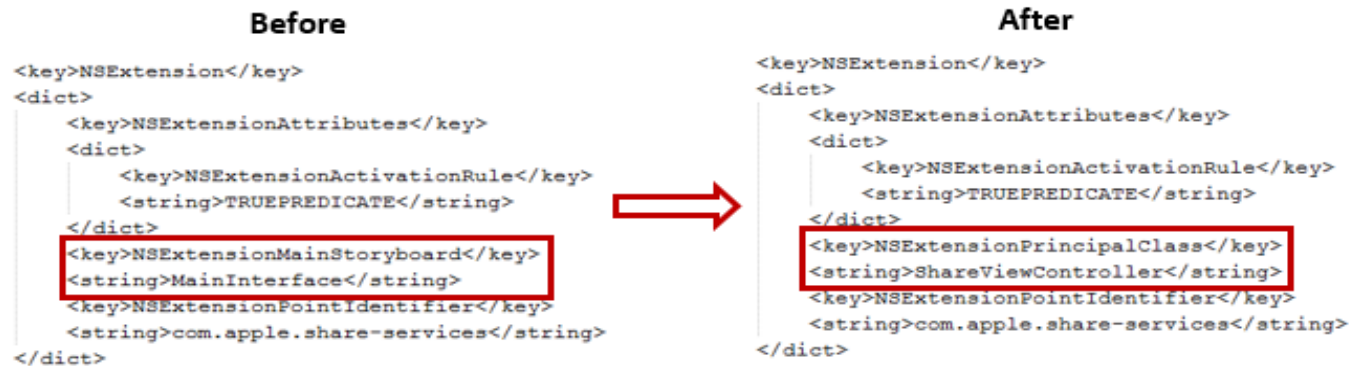 Before
<key>NSExtension</key>
<dict>
<key>NSExtensionAttributes</key>
<dict>
<key>NSExtensionActivationRule</key>
<string>TRUEPREDICATE</string>
</dict>
<key>NSExtensionMainStoryboard</key>
<string>MainInterface</string>
<key>NSExtensionPointIdentifier</key>
<string>com.apple.share-services</string>
</dict>
After
<key>NSExtension</key>
<dict>
<key>NSExtensionAttributes</key>
<dict>
<key>NSExtensionActivationRule</key>
<string>TRUEPREDICATE</string>
</dict>
<key>NSExtensionPrincipalClass</key>
<string>ShareViewController</string>
<key>NSExtensionPointIdentifier</key>
<string>com.apple.share-services</string>
</dict>